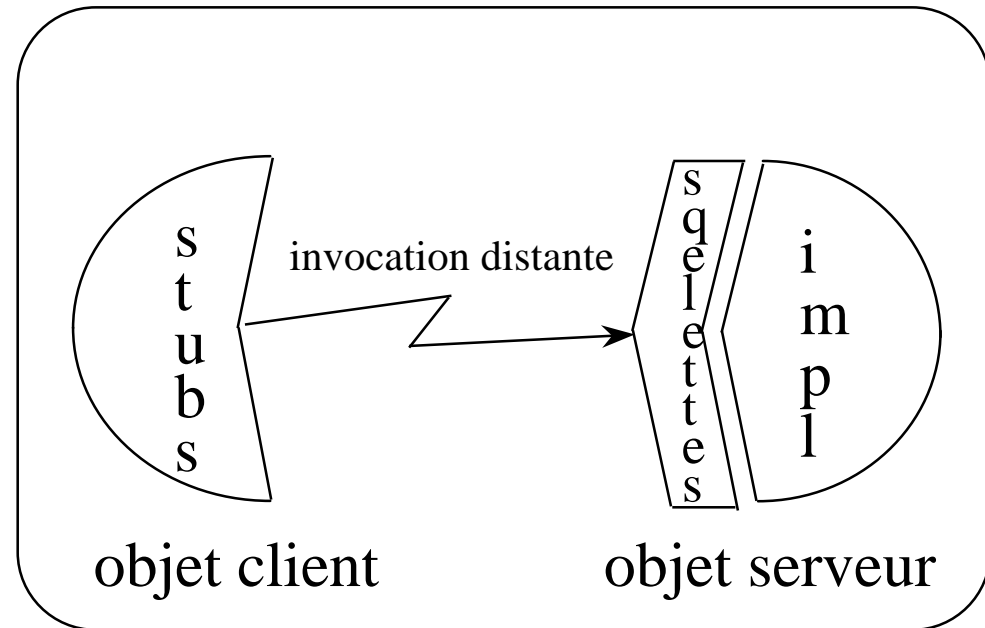 stubs
invocation distante
squelettes
impl
objet client
objet serveur